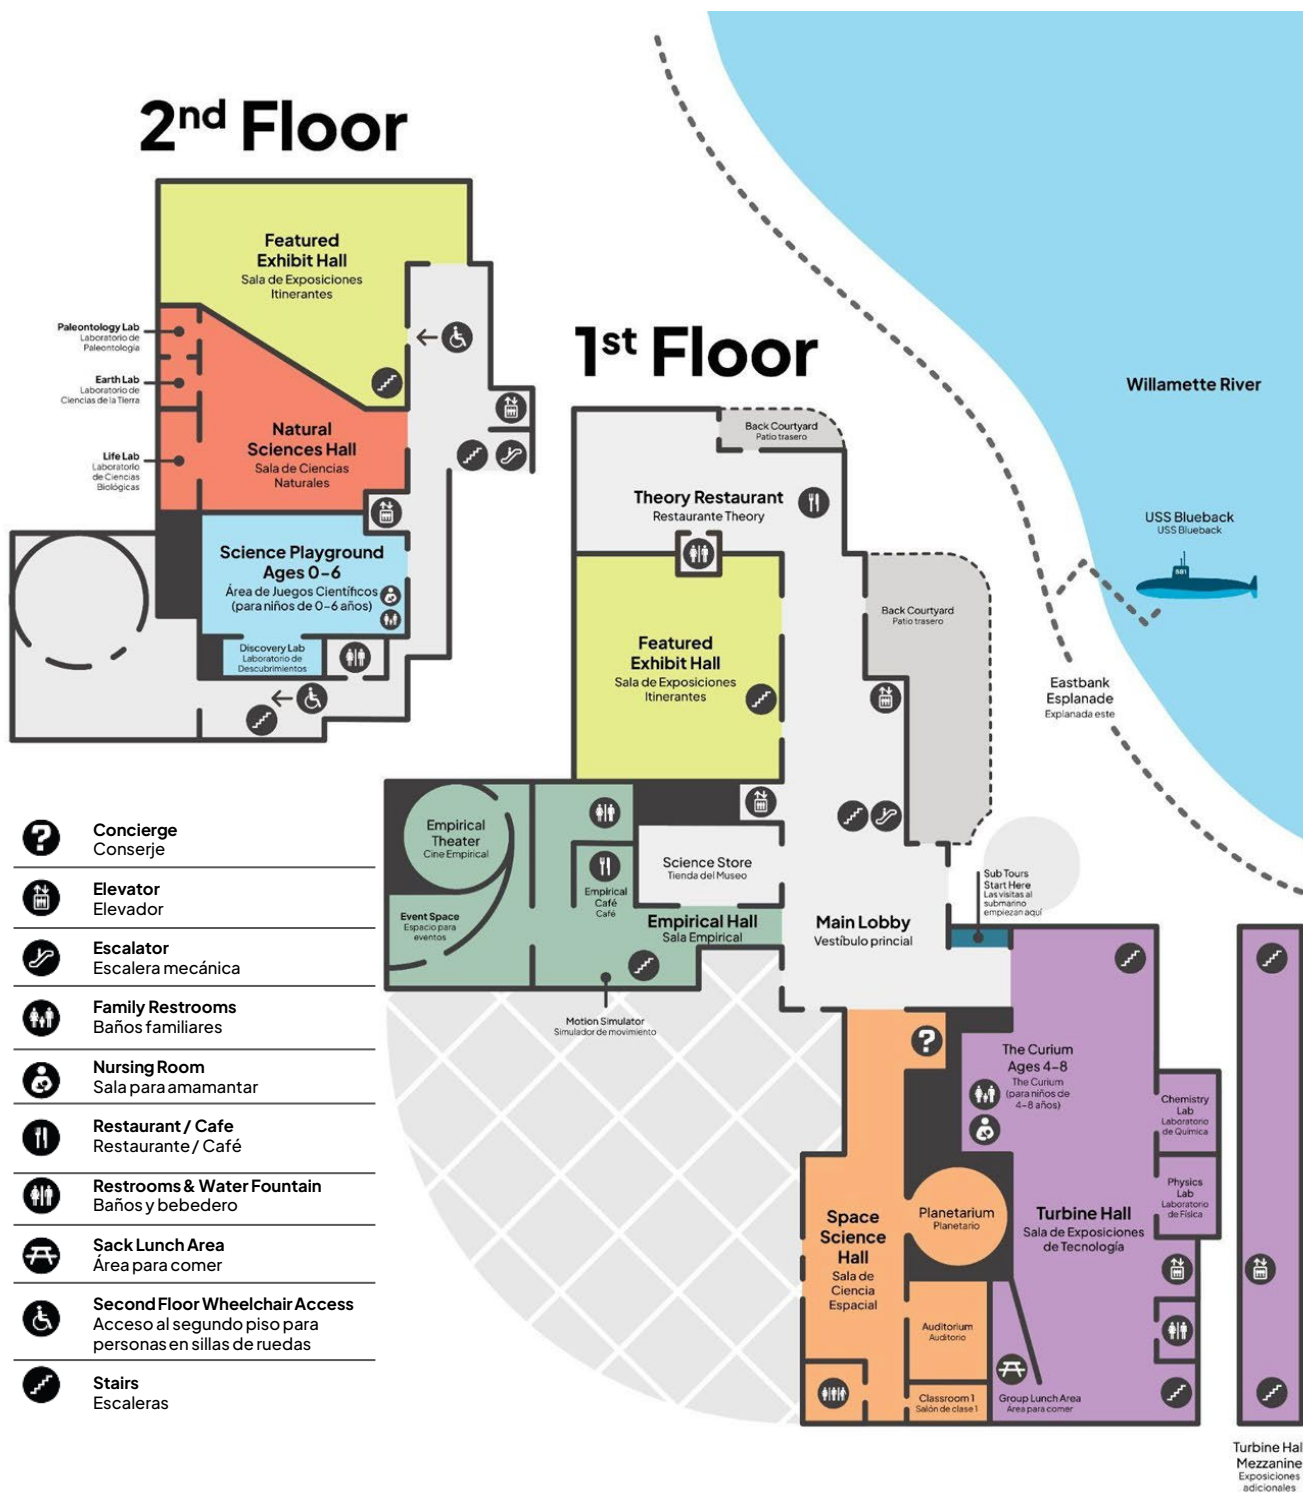 2nd Floor
Featured
Exhibit Hall
Sala de Exposiciones
Itinerantes
Paleontology Lab
Laboratorio de
Paleontología
Earth Lab
Laboratorio de
Ciencias de la Tierra
Life Lab
Laboratorio
de Ciencias
Biológicas
Natural
Sciences Hall
Sala de Ciencias
Naturales
Science Playground
Ages 0–6
Área de Juegos Científicos
(para niños de 0–6 años)
Discovery Lab
Laboratorio de
Descubrimientos
1st Floor
Back Courtyard
Patio trasero
Theory Restaurant
Restaurante Theory
Featured
Exhibit Hall
Sala de Exposiciones
Itinerantes
Back Courtyard
Patio trasero
Willamette River
USS Blueback
USS Blueback
Eastbank
Esplanade
Explanada este
Empirical
Theater
Cine Empirical
Event Space
Espacio para
eventos
Empirical
Café
Café
Science Store
Tienda del Museo
Empirical Hall
Sala Empirical
Motion Simulator
Simulador de movimiento
Main Lobby
Vestíbulo princial
Sub Tours
Start Here
Las visitas al
submarino
empiezan aquí
The Curium
Ages 4–8
The Curium
(para niños de
4–8 años)
Chemistry
Lab
Laboratorio
de Química
Physics
Lab
Laboratorio
de Física
Turbine Hall
Sala de Exposiciones
de Tecnología
Planetarium
Planetario
Space
Science
Hall
Sala de
Ciencia
Espacial
Auditorium
Auditorio
Classroom 1
Salón de clase 1
Group Lunch Area
Área para comer
Turbine Hal
Mezzanine
Exposiciones
adicionales
?
Concierge
Conserje
Elevator
Elevador
Escalator
Escalera mecánica
Family Restrooms
Baños familiares
Nursing Room
Sala para amamantar
Restaurant / Cafe
Restaurante / Café
Restrooms & Water Fountain
Baños y bebedero
Sack Lunch Area
Área para comer
Second Floor Wheelchair Access
Acceso al segundo piso para
personas en sillas de ruedas
Stairs
Escaleras
?